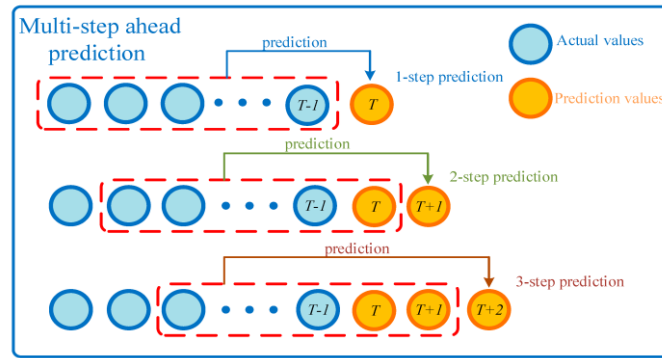 Multi-step ahead
prediction
prediction
Actual values
1-step prediction
T-1
T
Prediction values
prediction
2-step prediction
T-1
T
T+1
prediction
3-step prediction
T-1
T
T+1
T+2